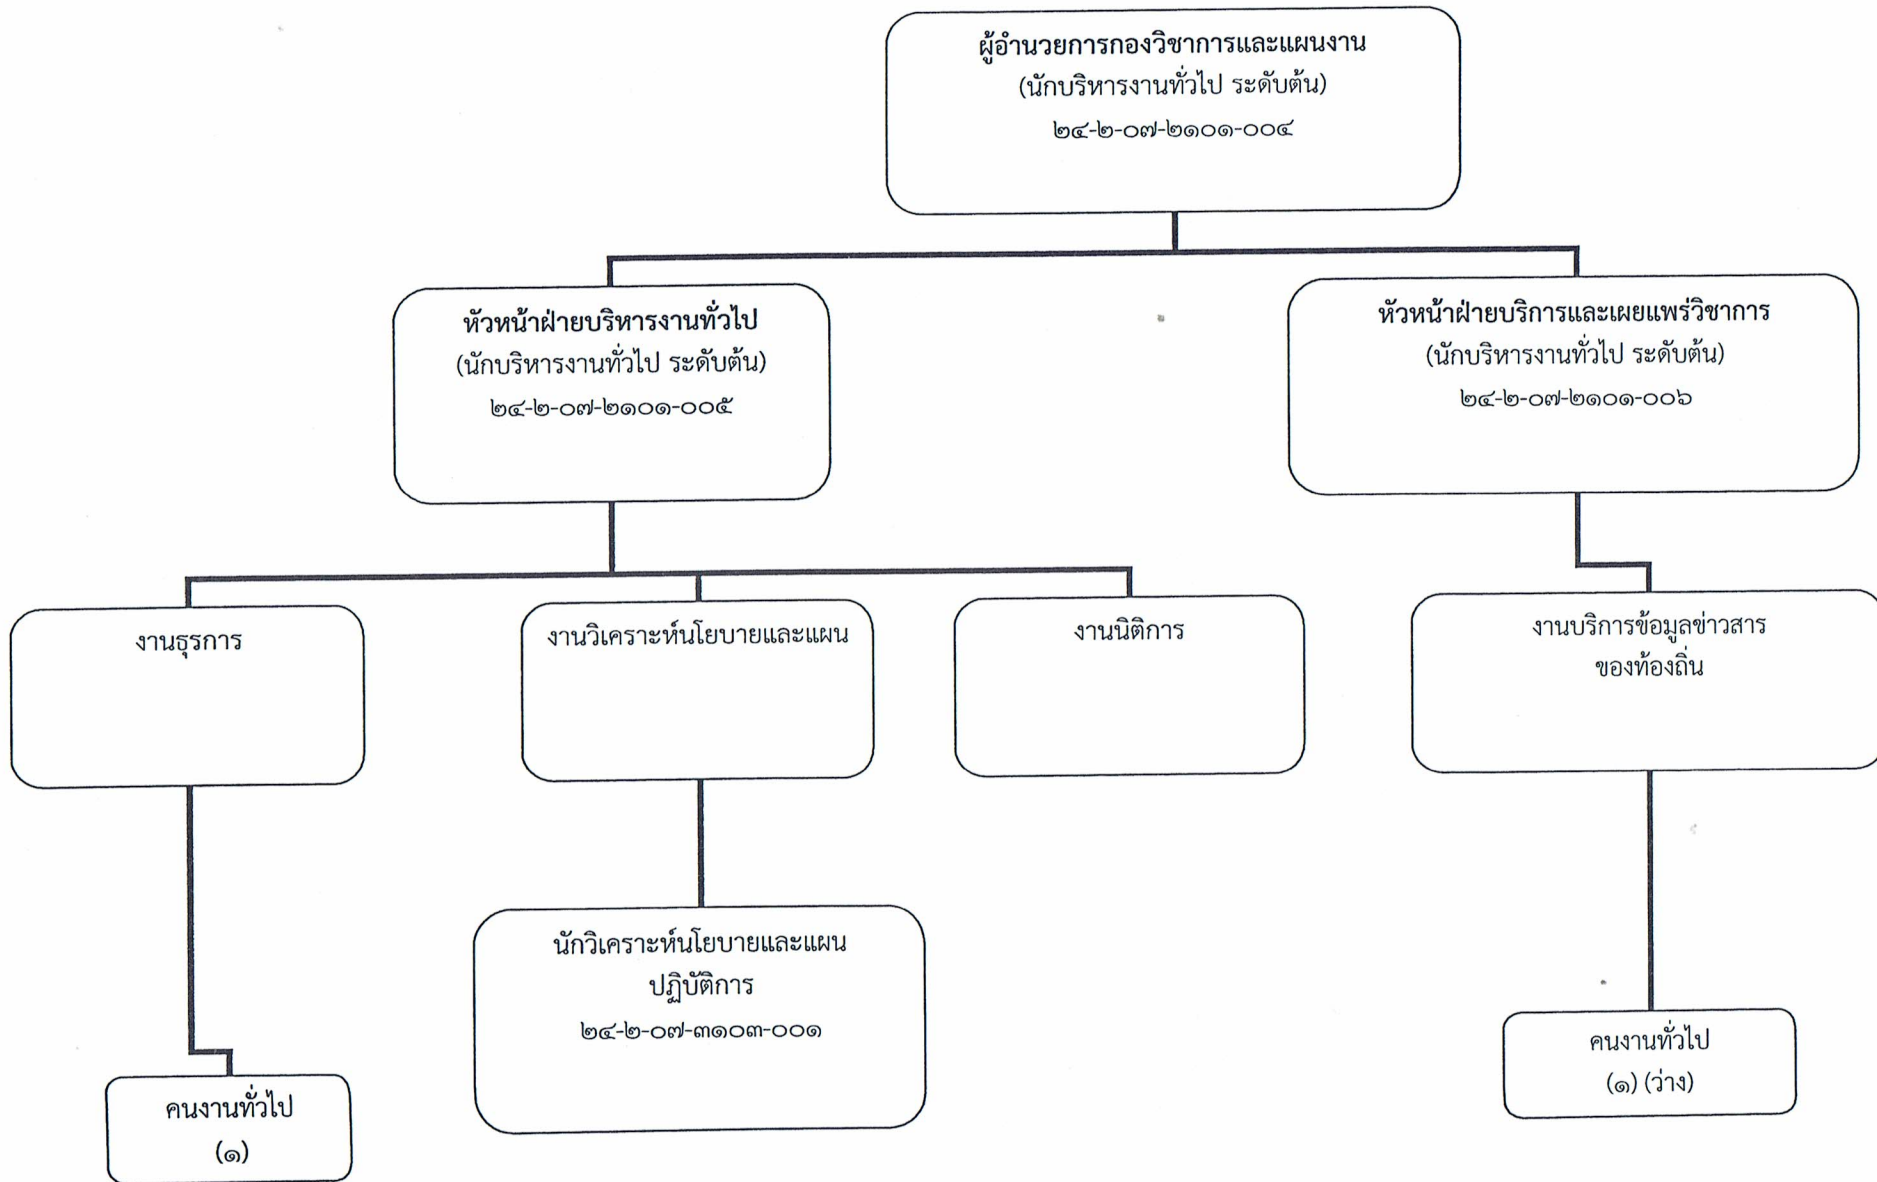 ผู้อำนวยการกองวิชาการและแผนงาน
(นักบริหารงานทั่วไป ระดับต้น)
๒๔-๒-๐๗-๒๑๐๑-๐๐๔
หัวหน้าฝ่ายบริหารงานทั่วไป
(นักบริหารงานทั่วไป ระดับต้น)
๒๔-๒-๐๗-๒๑๐๑-๐๐๕
หัวหน้าฝ่ายบริการและเผยแพร่วิชาการ
(นักบริหารงานทั่วไป ระดับต้น)
๒๔-๒-๐๗-๒๑๐๑-๐๐๖
งานธุรการ
งานวิเคราะห์นโยบายและแผน
งานนิติการ
งานบริการข้อมูลข่าวสาร
ของท้องถิ่น
นักวิเคราะห์นโยบายและแผน
ปฏิบัติการ
๒๔-๒-๐๗-๓๑๐๓-๐๐๑
คนงานทั่วไป
(๑)
คนงานทั่วไป
(๑) (ว่าง)